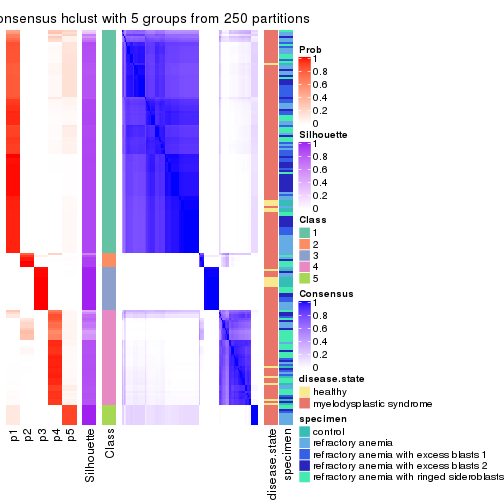 onsensus hclust with 5 groups from 250 partitions
Prob
1
0.8
0.6
0.4
0.2
0
Silhouette
1
0.8
0.6
0.4
0.2
0
Class
1
2
3
4
5
Consensus
1
0.8
0.6
0.4
0.2
0
disease.state
healthy
myelodysplastic syndrome
specimen
control
refractory anemia
refractory anemia with excess blasts 1
refractory anemia with excess blasts 2
refractory anemia with ringed sideroblasts
p1
p2
p3
p4
p5
Silhouette
Class
disease.state
specimen